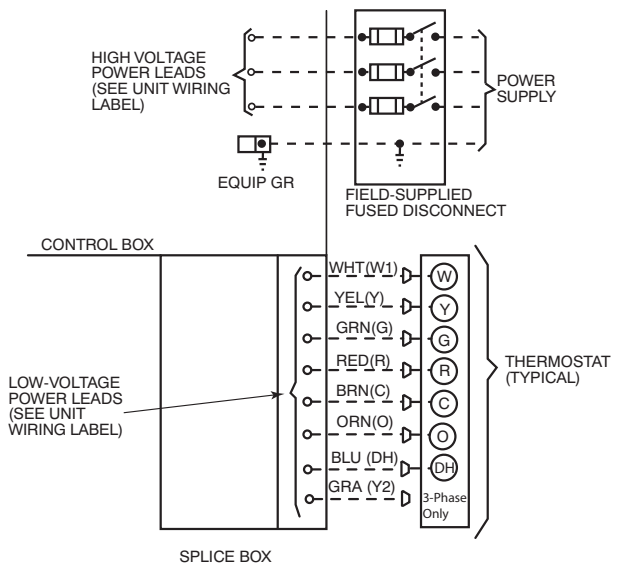 HIGH VOLTAGE
POWER LEADS
(SEE UNIT WIRING
LABEL)
POWER
SUPPLY
EQUIP GR
FIELD-SUPPLIED
FUSED DISCONNECT
CONTROL BOX
WHT(W1)
W
YEL(Y)
Y
GRN(G)
G
RED(R)
R
BRN(C)
C
ORN(O)
O
BLU (DH)
DH
GRA (Y2)
3-Phase
Only
THERMOSTAT
(TYPICAL)
LOW-VOLTAGE
POWER LEADS
(SEE UNIT
WIRING LABEL)
SPLICE BOX